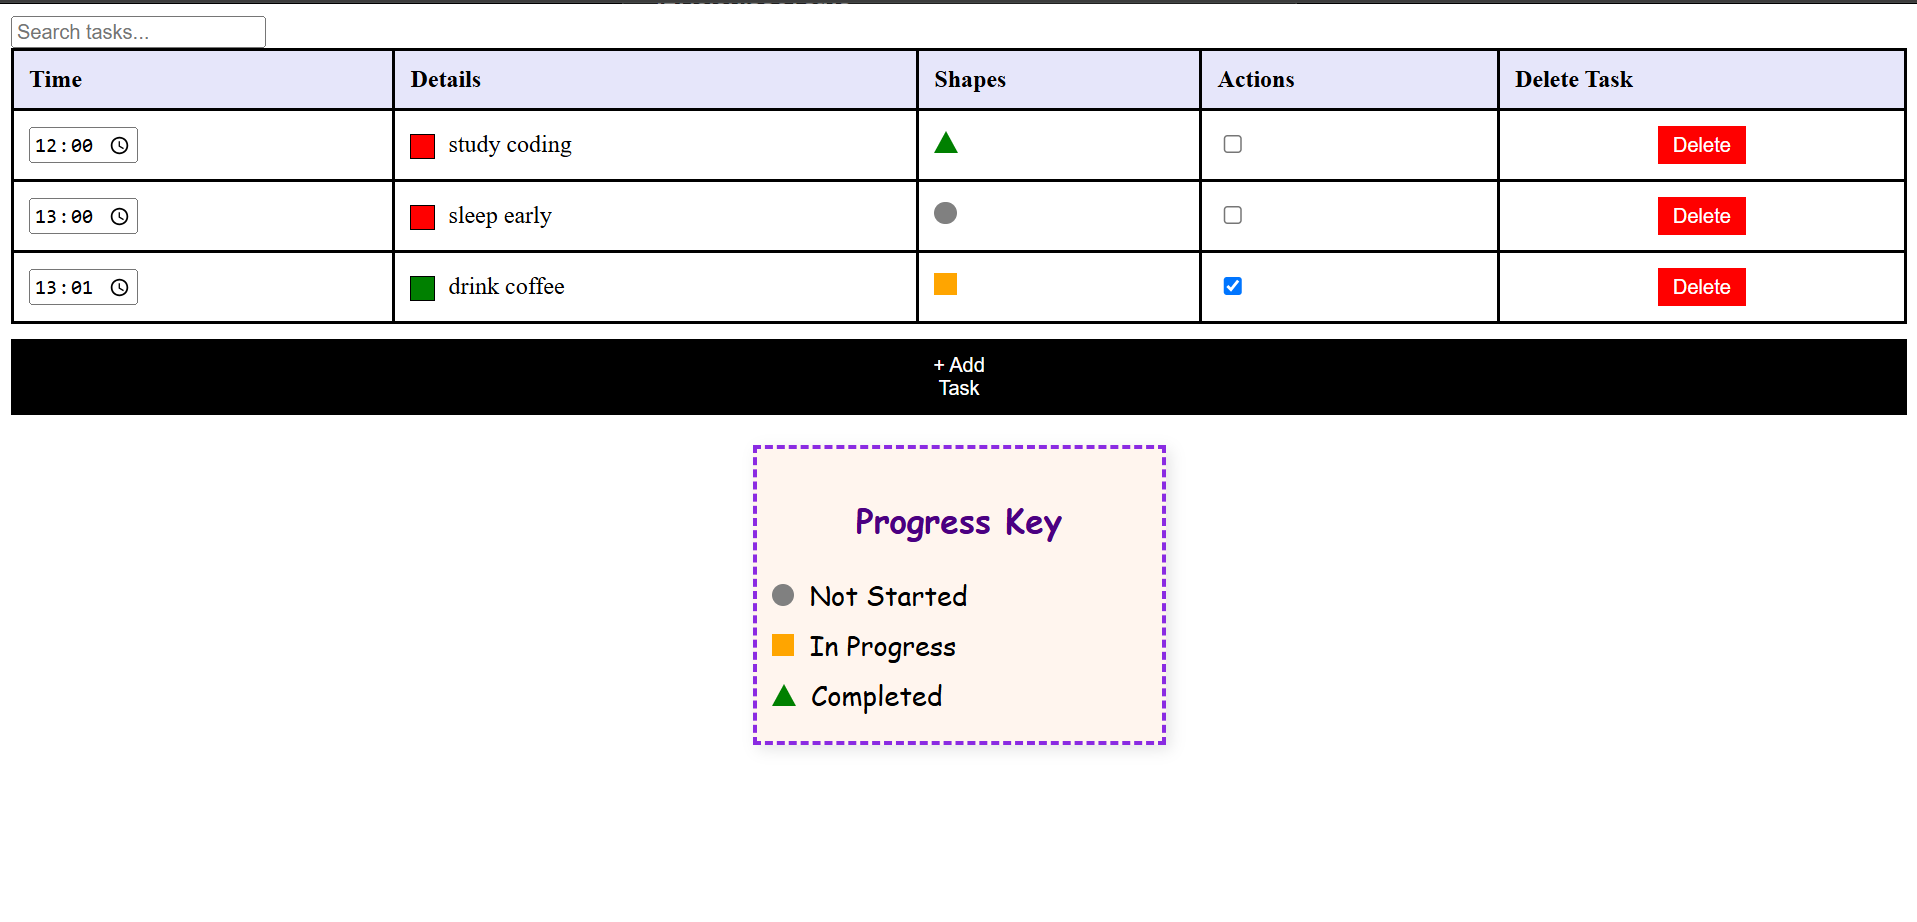 Search tasks...
Time Details Shapes Actions Delete Task
12:00 study coding Delete
13:00 sleep early Delete
13:01 drink coffee Delete
+ Add
Task
Progress Key
Not Started
In Progress
Completed